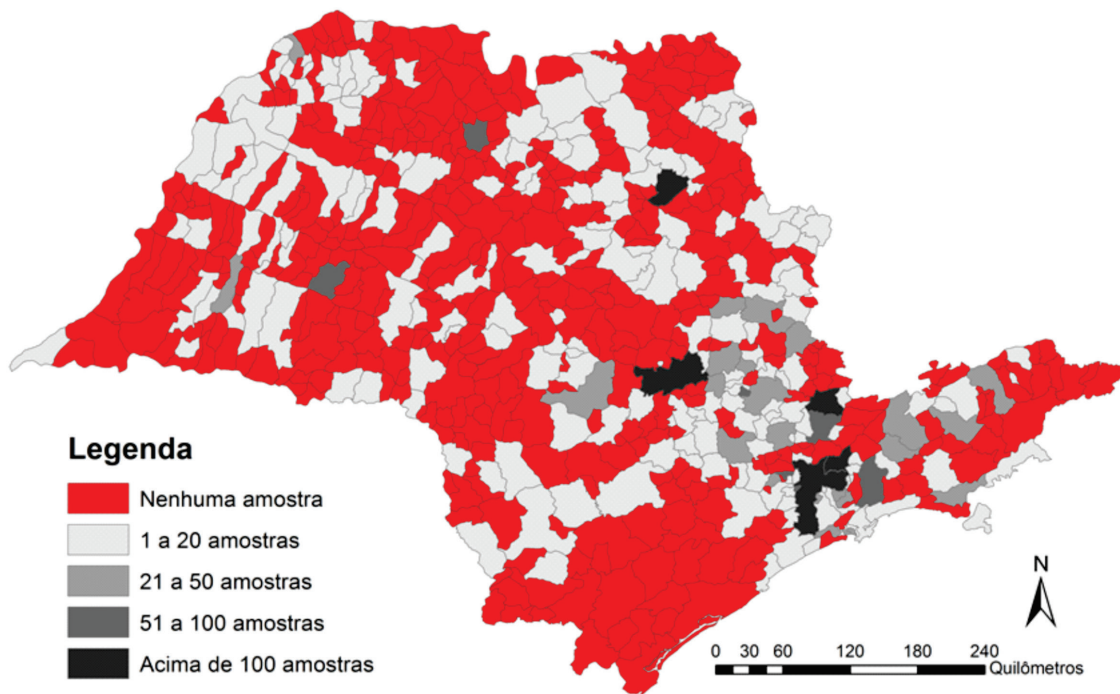 Legenda
Nenhuma amostra
1 a 20 amostras
21 a 50 amostras
51 a 100 amostras
Acima de 100 amostras
N
0 30 60 120 180 240
Quilômetros